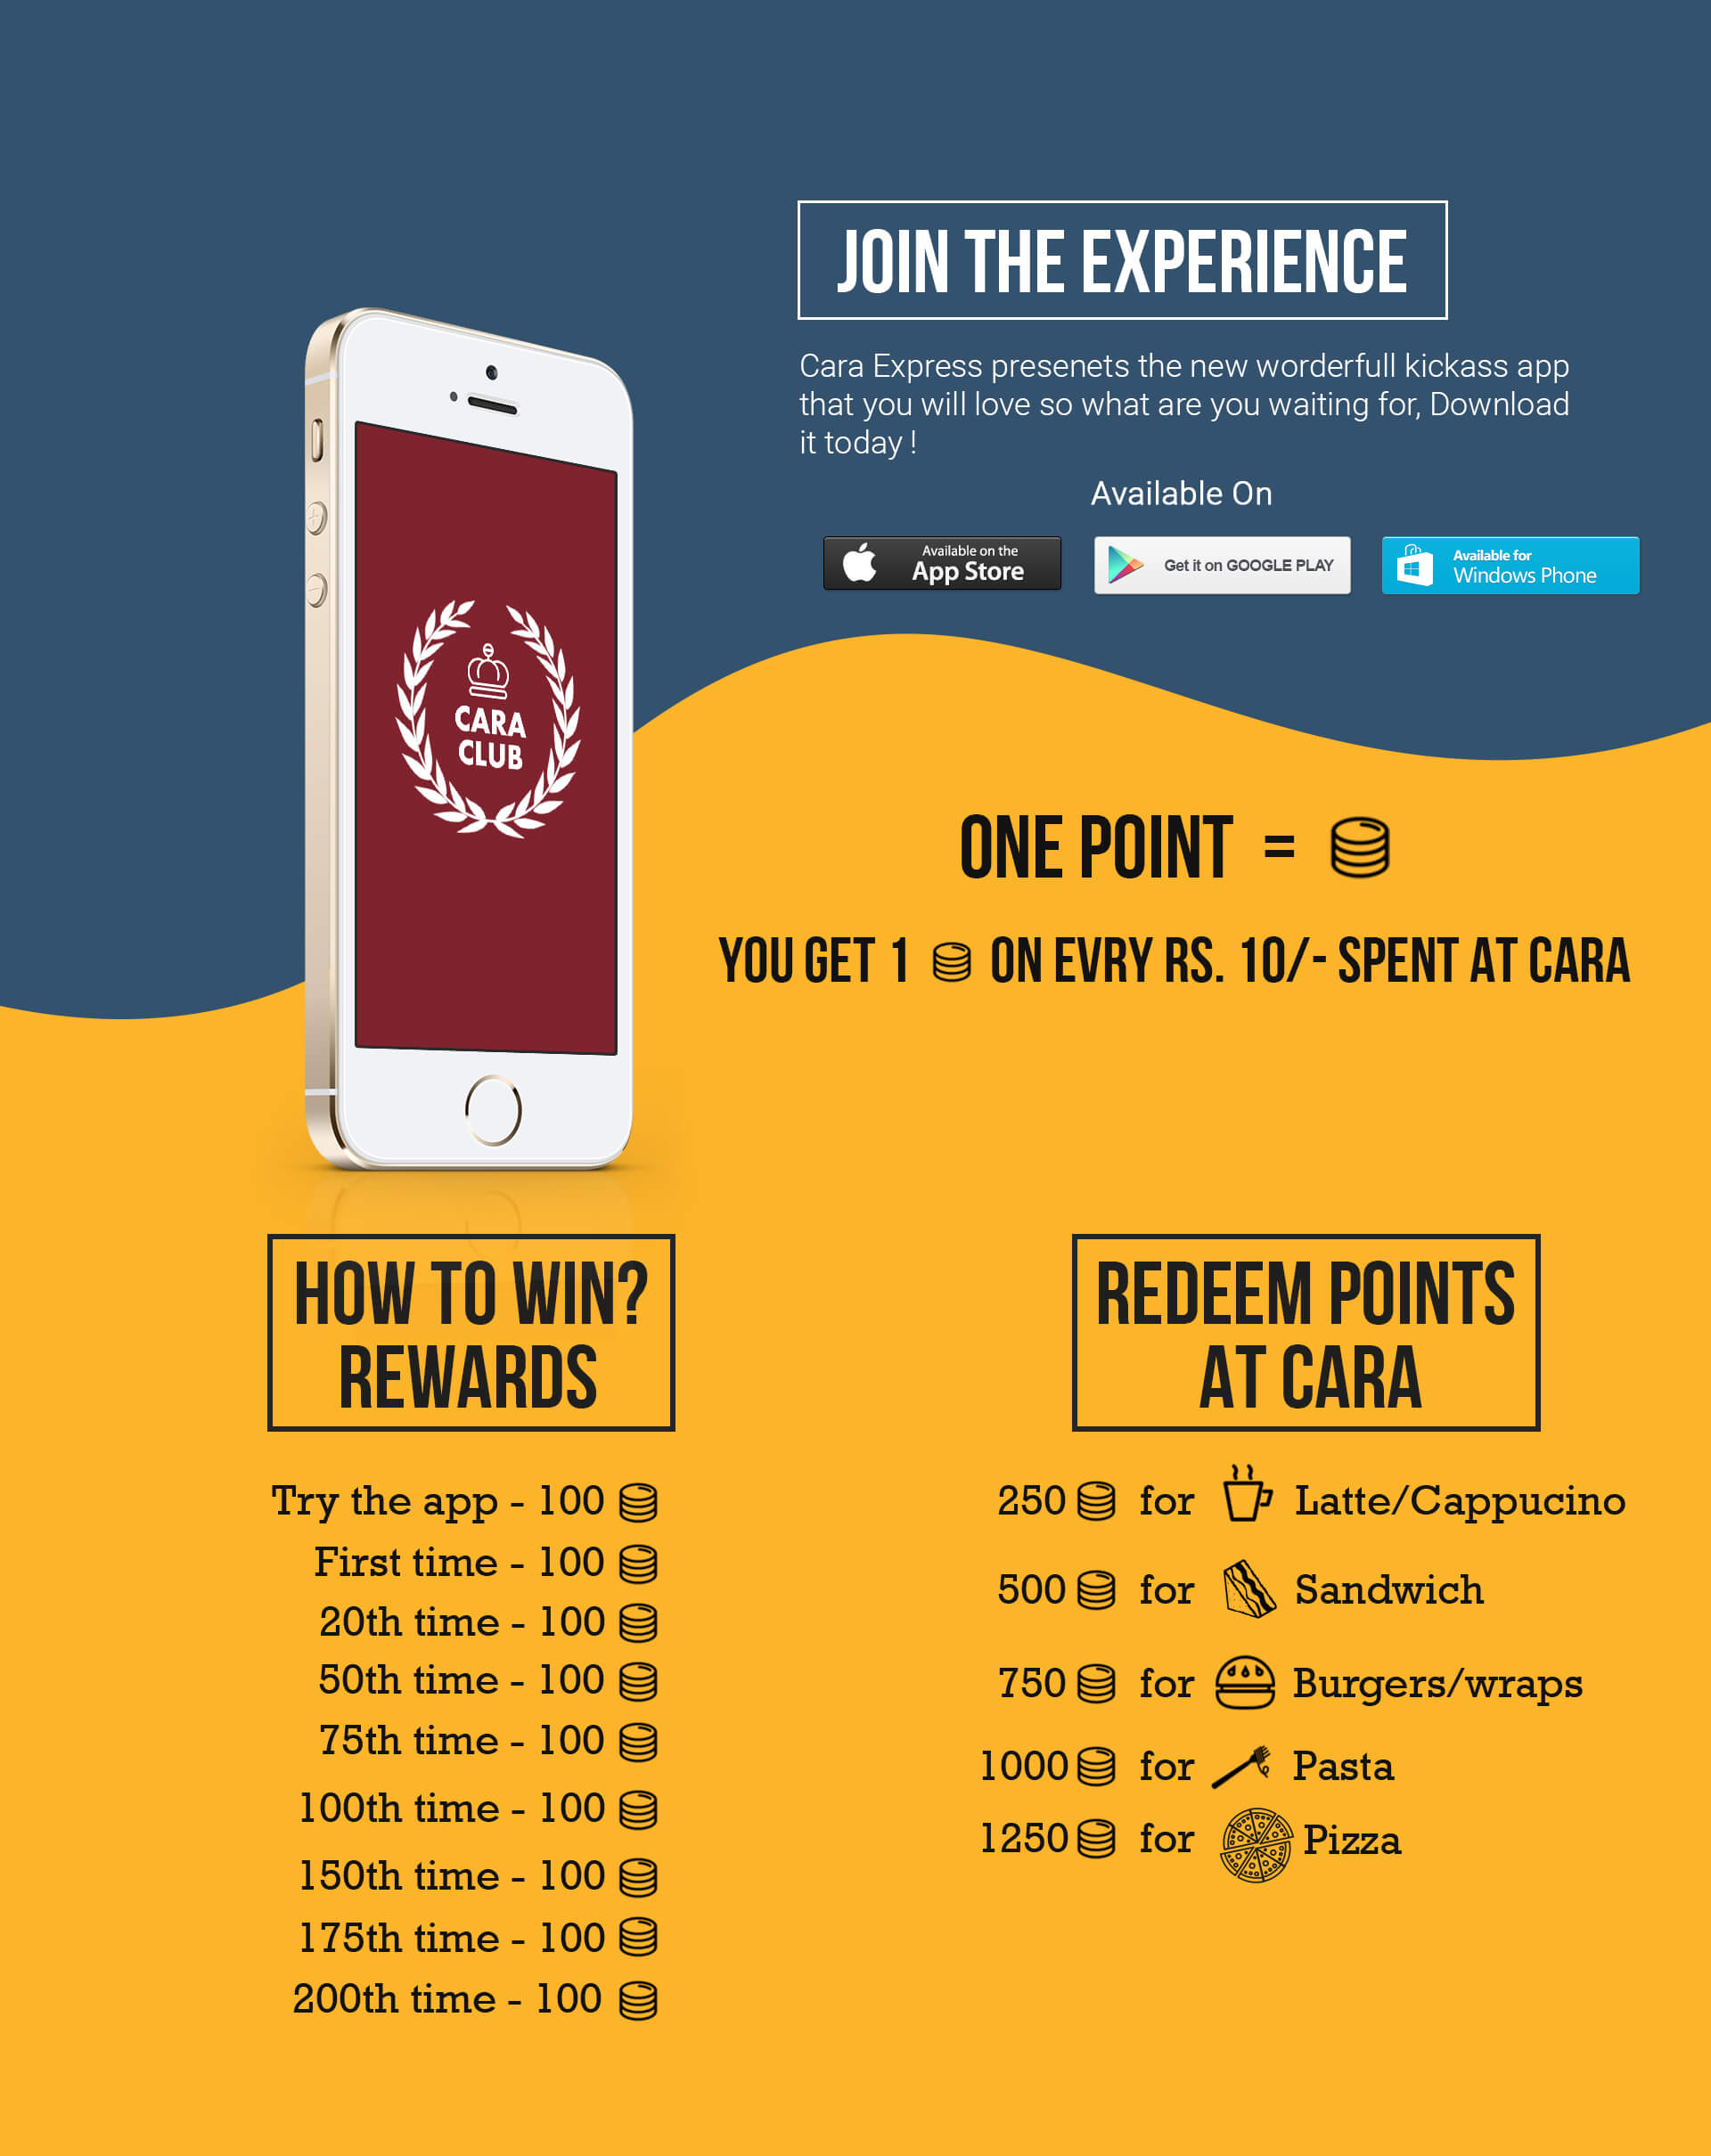 JOIN THE EXPERIENCE
Cara Express presenets the new worderfull kickass app
that you will love so what are you waiting for, Download
it today !
Available On
Available on the
App Store
Get it on GOOGLE PLAY
Available for
Windows Phone
CARA
CLUB
ONE POINT =
YOU GET 1 ON EVRY RS. 10/- SPENT AT CARA
HOW TO WIN?
REWARDS
Try the app - 100
First time - 100
20th time - 100
50th time - 100
75th time - 100
100th time - 100
150th time - 100
175th time - 100
200th time - 100
REDEEM POINTS
AT CARA
250 for Latte/Cappucino
500 for Sandwich
750 for Burgers/wraps
1000 for Pasta
1250 for Pizza